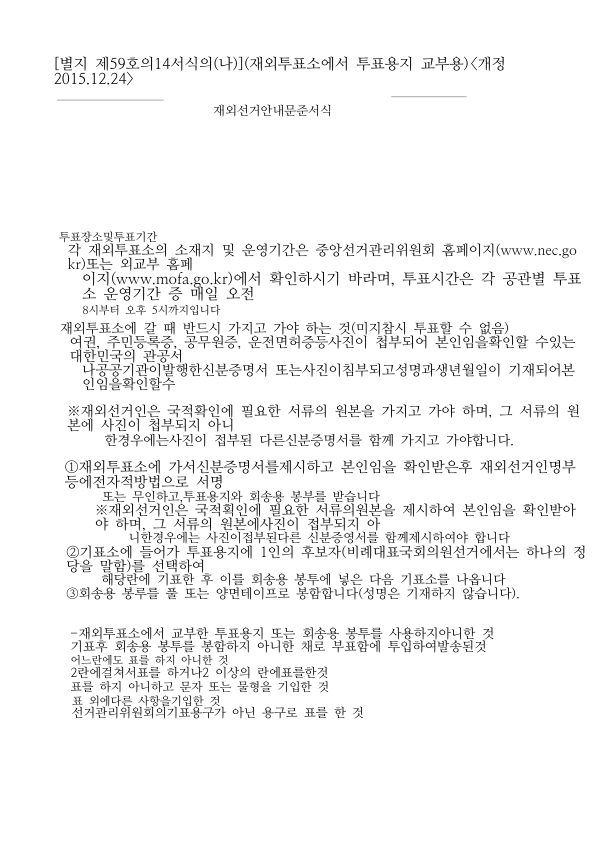 [별지 제59호의14서식의(나)](재외투표소에서 투표용지 교부용)<개정
2015.12.24>
재외선거안내문준서식
투표장소및투표기간
각 재외투표소의 소재지 및 운영기간은 중앙선거관리위원회 홈페이지(www.nec.go
kr)또는 외교부 홈페
이지(www.mofa.go.kr)에서 확인하시기 바라며, 투표시간은 각 공관별 투표
소 운영기간 증 매일 오전
8시부터 오후 5시까지입니다
재외투표소에 갈 때 반드시 가지고 가야 하는 것(미지참시 투표할 수 없음)
여권, 주민등록증, 공무원증, 운전면허증등사진이 첩부되어 본인임을확인할 수있는
대한민국의 관공서
나공공기관이발행한신분증명서 또는사진이침부되고성명과생년월일이 기재되어본
인임을확인할수
※재외선거인은 국적확인에 필요한 서류의 원본을 가지고 가야 하며, 그 서류의 원
본에 사진이 첩부되지 아니
한경우에는사진이 접부된 다른신분증명서를 함께 가지고 가야합니다.
①재외투표소에 가서신분증명서를제시하고 본인임을 확인받은후 재외선거인명부
등에전자적방법으로 서명
또는 무인하고,투표용지와 회송용 봉부를 받습니다
※재외선거인은 국적획인에 필요한 서류의원본을 제시하여 본인임을 확인받아
야 하며, 그 서류의 원본에사진이 접부되지 아
니한경우에는 사진이접부된다른 신분증영서를 함께제시하여야 합니다
②기표소에 들어가 투표용지에 1인의 후보자(비례대표국회의원선거에서는 하나의 정
당을 말함)를 선택하여
해당란에 기표한 후 이를 회송용 봉투에 넣은 다음 기표소를 나옵니다
③회송용 봉루를 풀 또는 양면테이프로 봉함합니다(성명은 기재하지 않습니다).
-재외투표소에서 교부한 투표용지 또는 회송용 봉투를 사용하지아니한 것
기표후 회송용 봉투를 봉함하지 아니한 채로 부표함에 투입하여발송된것
어느란에도 표를 하지 아니한 것
2란에걸쳐서표를 하거나2 이상의 란에표를한것
표를 하지 아니하고 문자 또는 물형을 기입한 것
표 외에다른 사항을기입한 것
선거관리위원회의기표용구가 아닌 용구로 표를 한 것